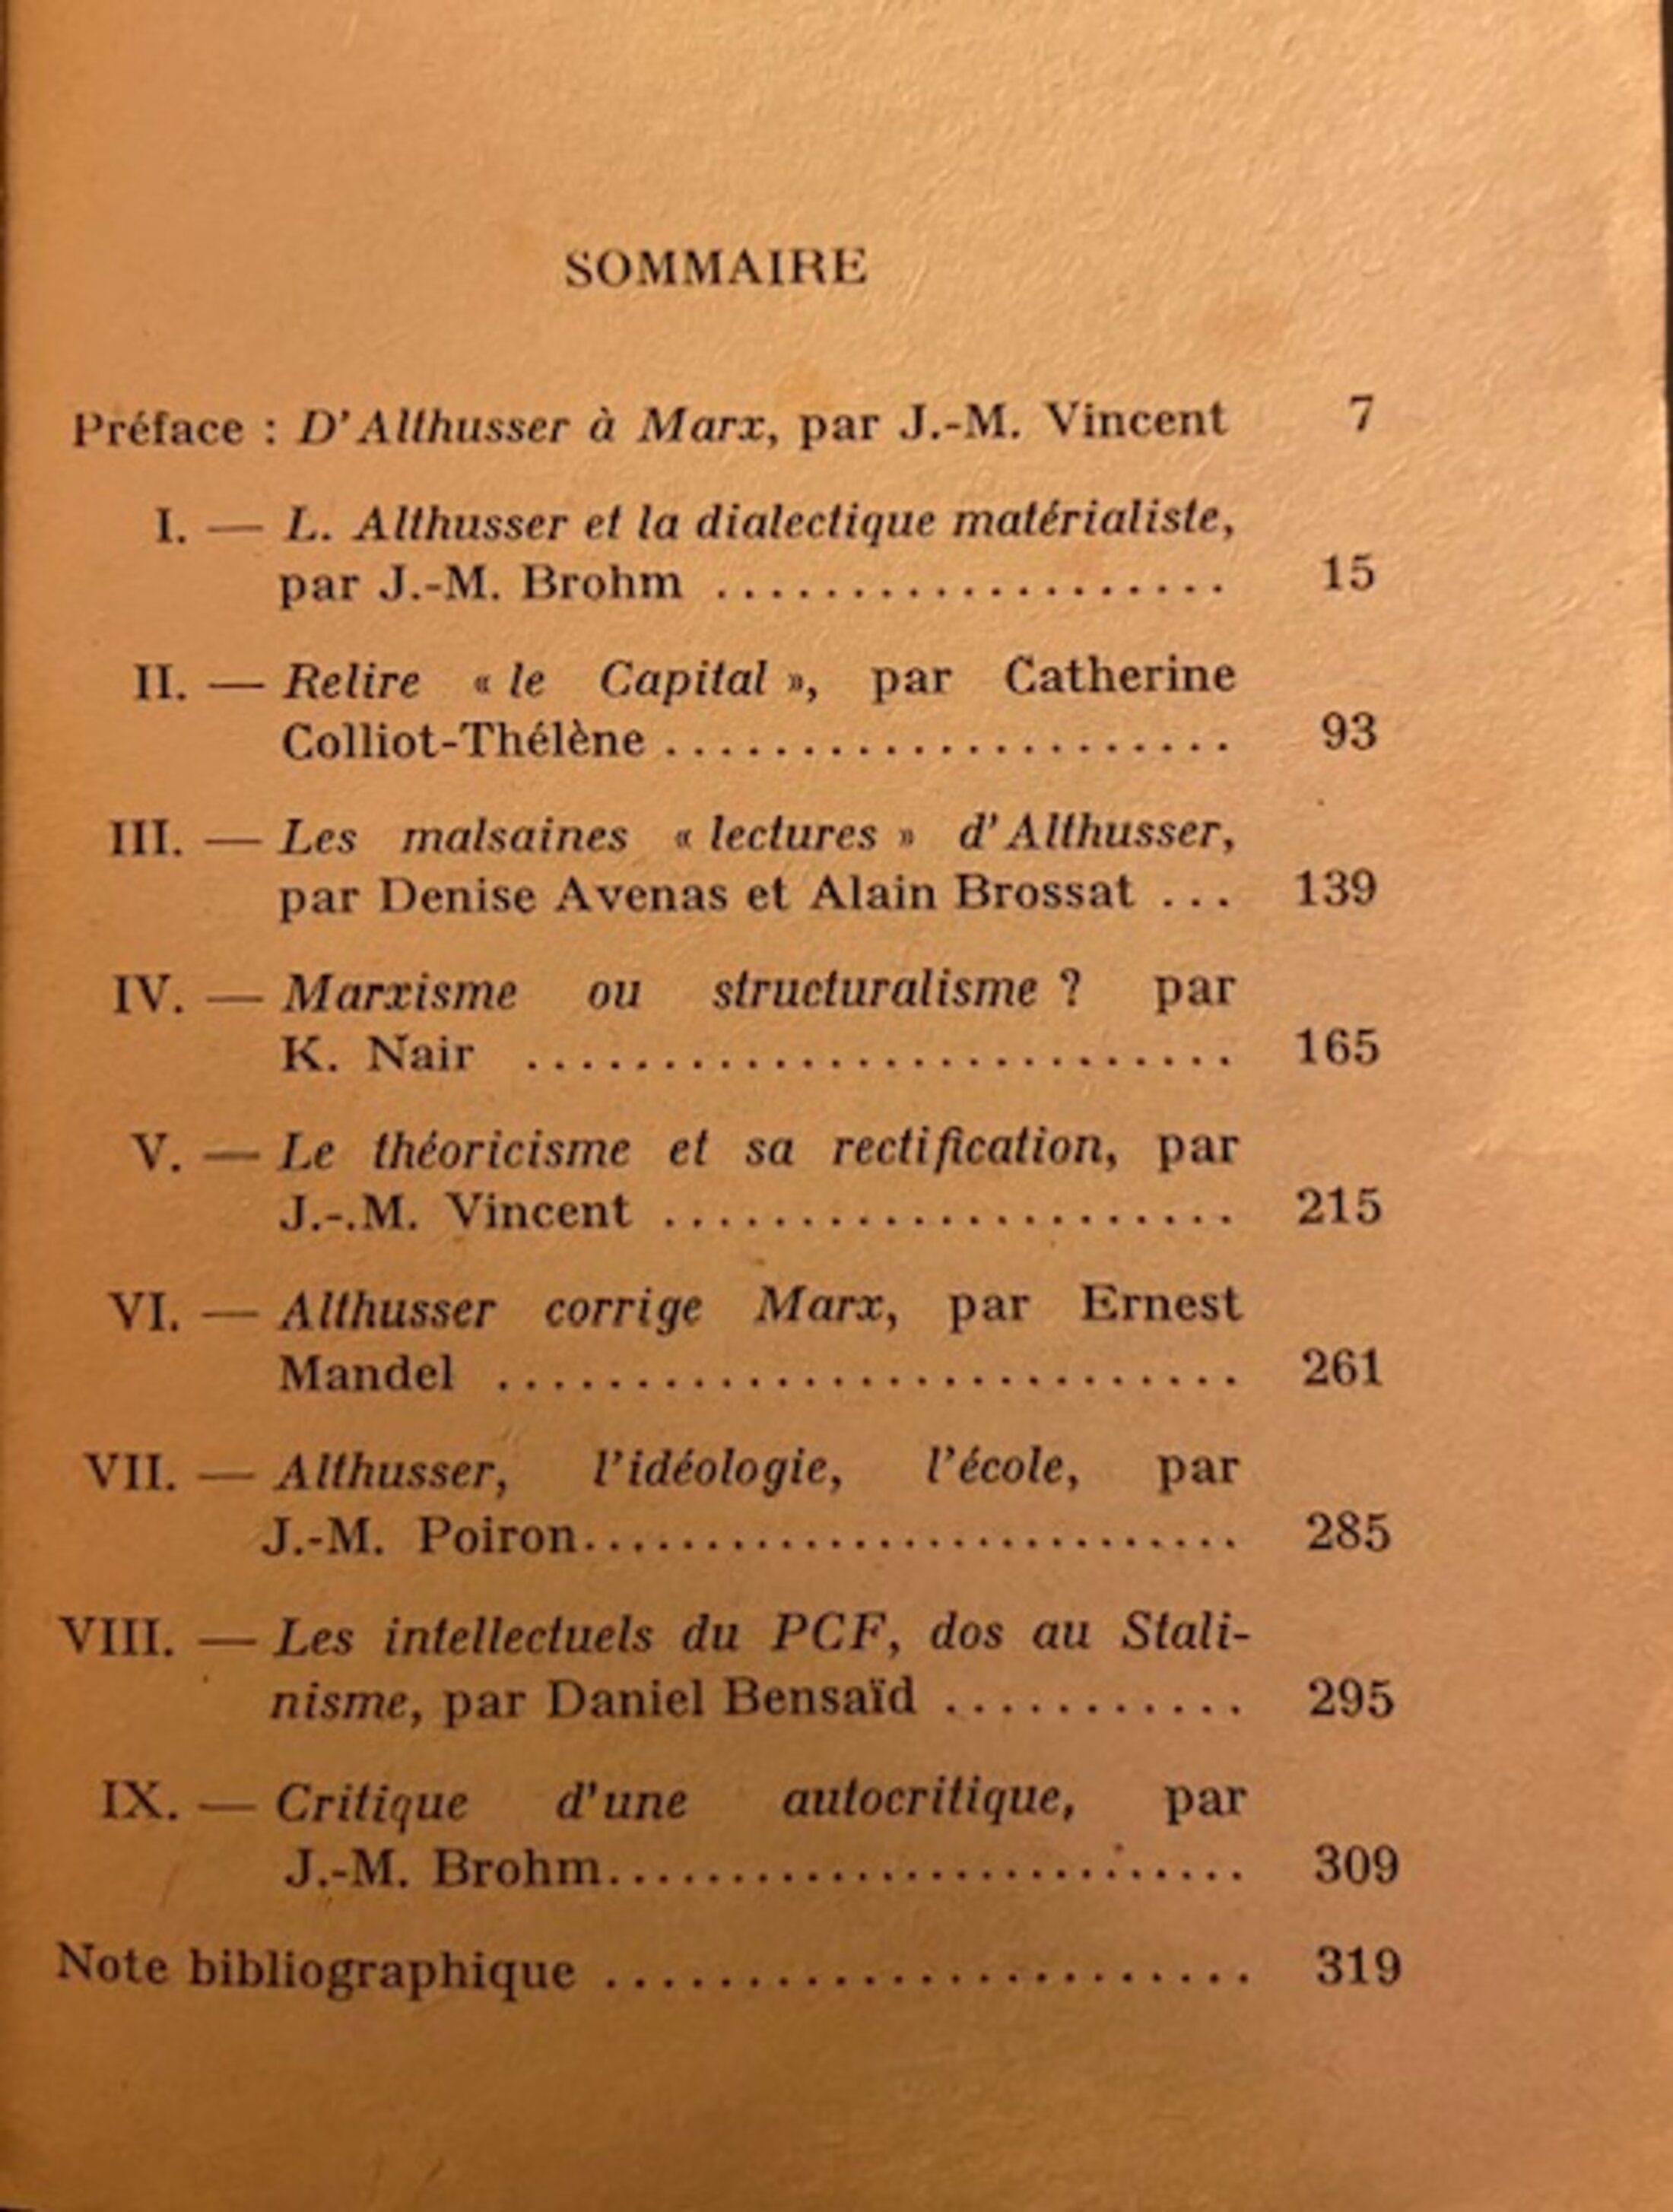 SOMMAIRE
Préface : D'Althusser à Marx, par J.-M. Vincent 7
I. — L. Althusser et la dialectique matérialiste,
par J.-M. Brohm ................... 15
II. — Relire « le Capital », par Catherine
Colliot-Thélène ..................... 93
III. — Les malsaines « lectures » d'Althusser,
par Denise Avenas et Alain Brossat ... 139
IV. — Marxisme ou structuralisme ? par
K. Nair .......................... 165
V. — Le théoricisme et sa rectification, par
J.-.M. Vincent ..................... 215
VI. — Althusser corrige Marx, par Ernest
Mandel ........................... 261
VII. — Althusser, l'idéologie, l'école, par
J.-M. Poiron........................... 285
VIII. — Les intellectuels du PCF, dos au Stali-
nisme, par Daniel Bensaïd ........... 295
IX. — Critique d'une autocritique, par
J.-M. Brohm.......................... 309
Note bibliographique ........................ 319